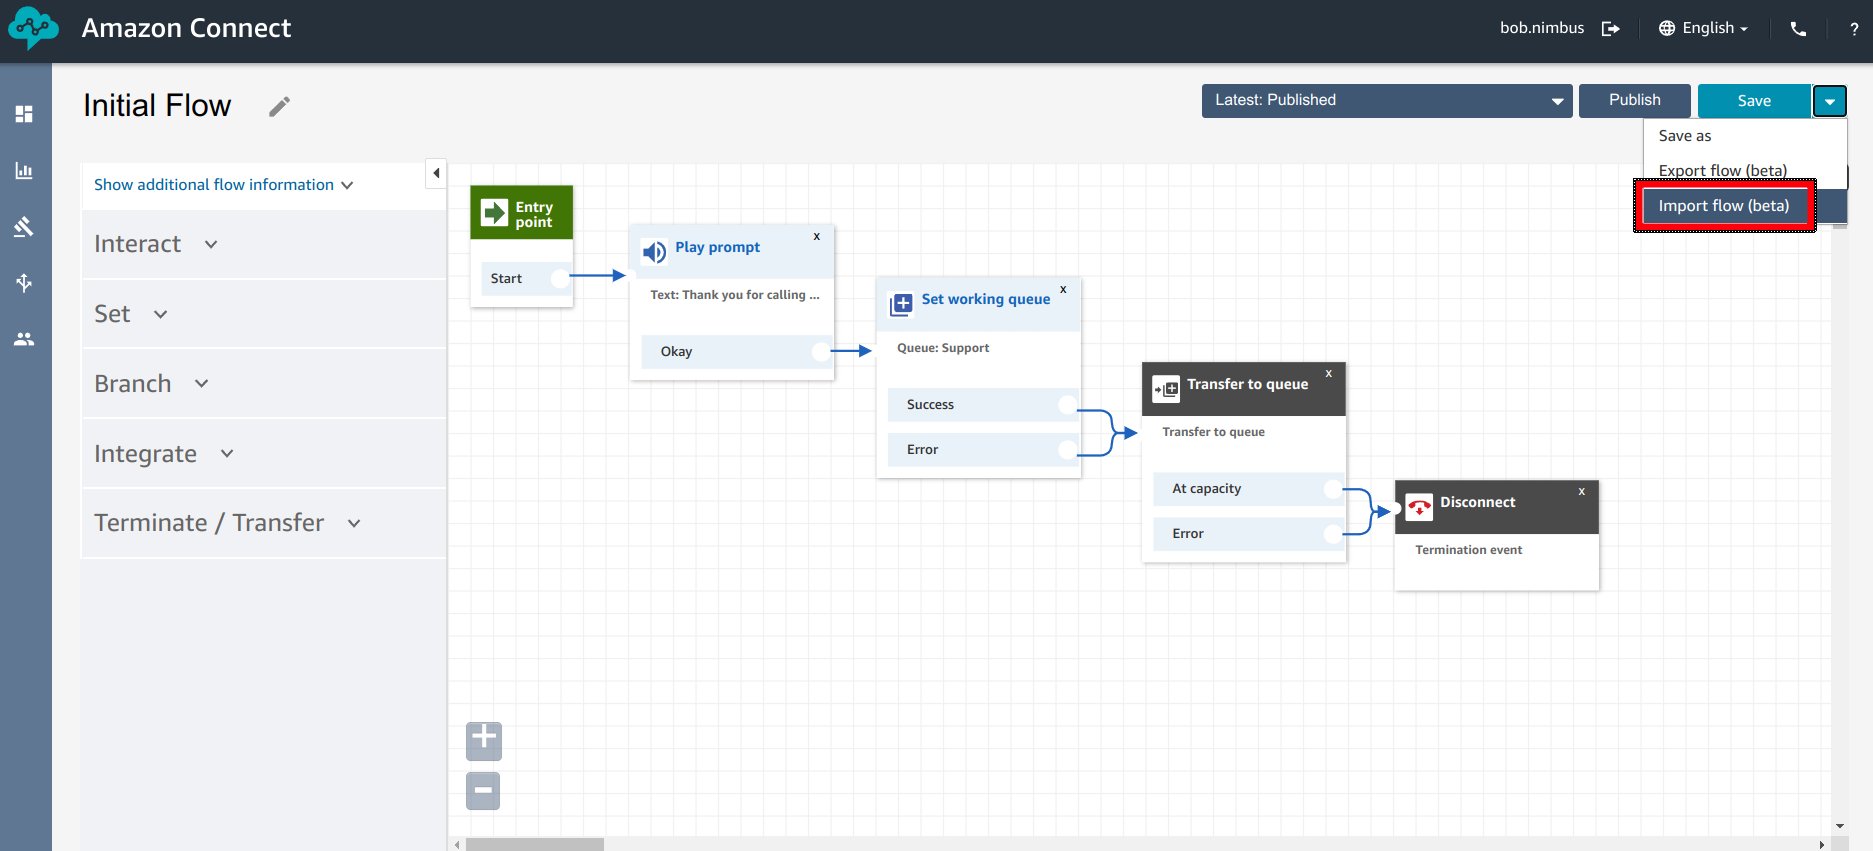 Amazon Connect
bob.nimbus
English
?
Initial Flow
Latest: Published
Publish
Save
Save as
Export flow (beta)
Import flow (beta)
Show additional flow information
Interact
Set
Branch
Integrate
Terminate / Transfer
Entry
point
Start
Play prompt
x
Text: Thank you for calling ...
Okay
Set working queue
x
Queue: Support
Success
Error
Transfer to queue
x
Transfer to queue
At capacity
Error
Disconnect
x
Termination event